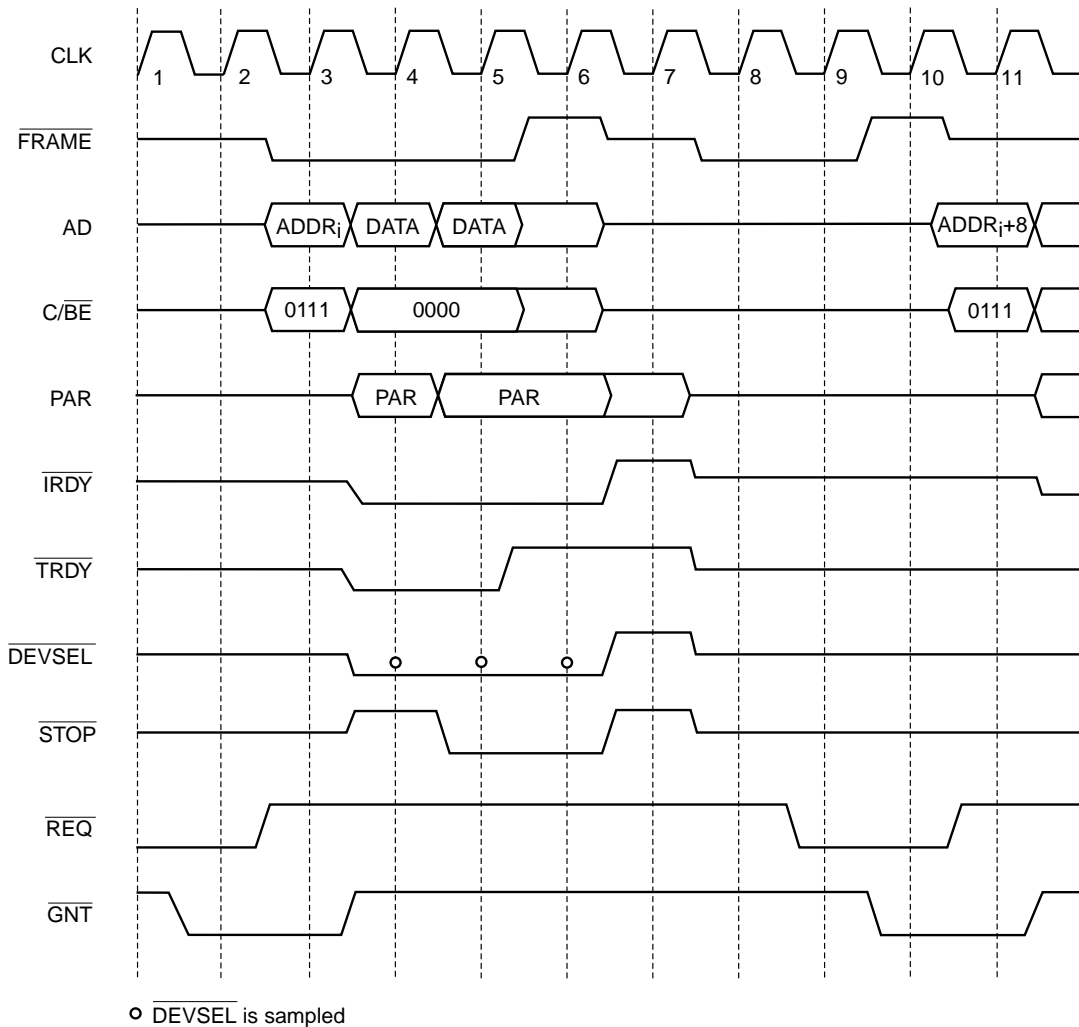 CLK
1 2 3 4 5 6 7 8 9 10 11
FRAME
AD
ADDRi DATA DATA ADDRi+8
C/BE
0111 0000 0111
PAR
PAR PAR
IRDY
TRDY
DEVSEL
STOP
REQ
GNT
DEVSEL is sampled